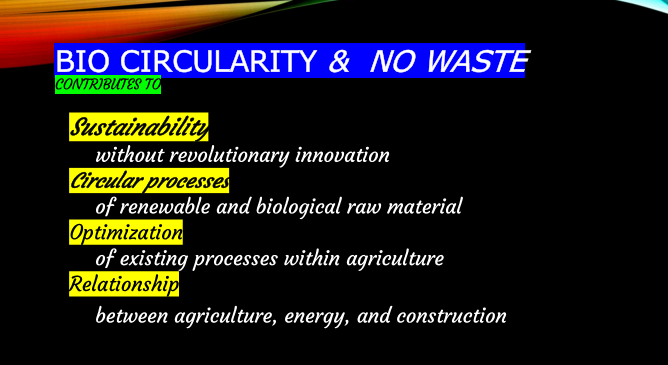 BIO CIRCULARITY & NO WASTE
CONTRIBUTES TO
Sustainability
without revolutionary innovation
Circular processes
of renewable and biological raw material
Optimization
of existing processes within agriculture
Relationship
between agriculture, energy, and construction